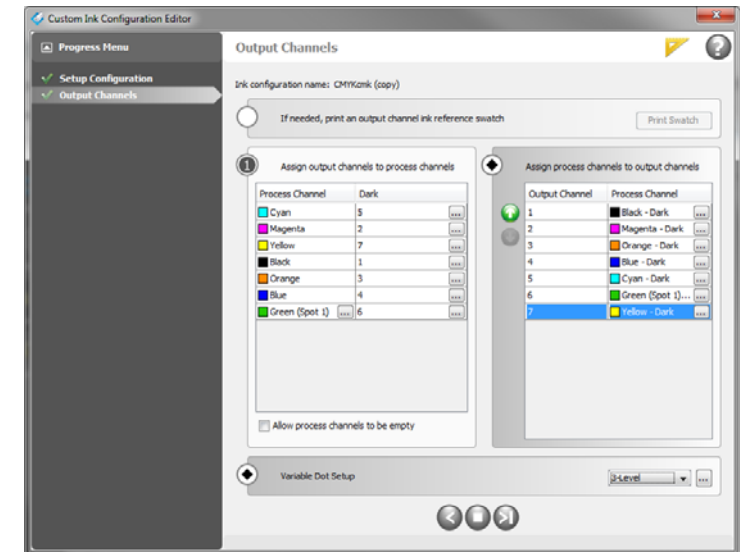 Custom Ink Configuration Editor
Progress Menu
Setup Configuration
Output Channels
Output Channels
Ink configuration name: CMYKcmk (copy)
If needed, print an output channel ink reference swatch
Print Swatch
1
Assign output channels to process channels
Process Channel Dark
Cyan 5 ...
Magenta 2 ...
Yellow 7 ...
Black 1 ...
Orange 3 ...
Blue 4 ...
Green (Spot 1) ... 6 ...
Allow process channels to be empty
Assign process channels to output channels
Output Channel Process Channel
1 Black - Dark ...
2 Magenta - Dark ...
3 Orange - Dark ...
4 Blue - Dark ...
5 Cyan - Dark ...
6 Green (Spot 1)... ...
7 Yellow - Dark ...
Variable Dot Setup
3-Level ...